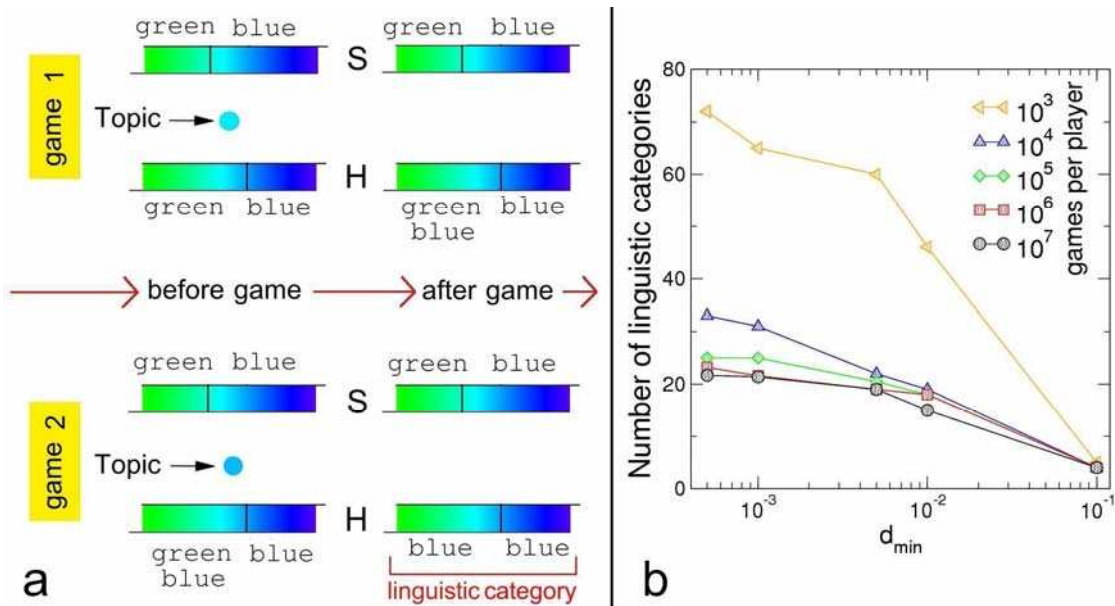 green blue
green blue
game 1
S
Topic
H
green blue
blue
green blue
blue
before game
after game
green blue
green blue
game 2
S
Topic
H
green blue
blue
blue blue
linguistic category
a
Number of linguistic categories
80
60
40
20
0
10^3
10^4
10^5
10^6
10^7
games per player
10^-3
10^-2
10^-1
d_min
b